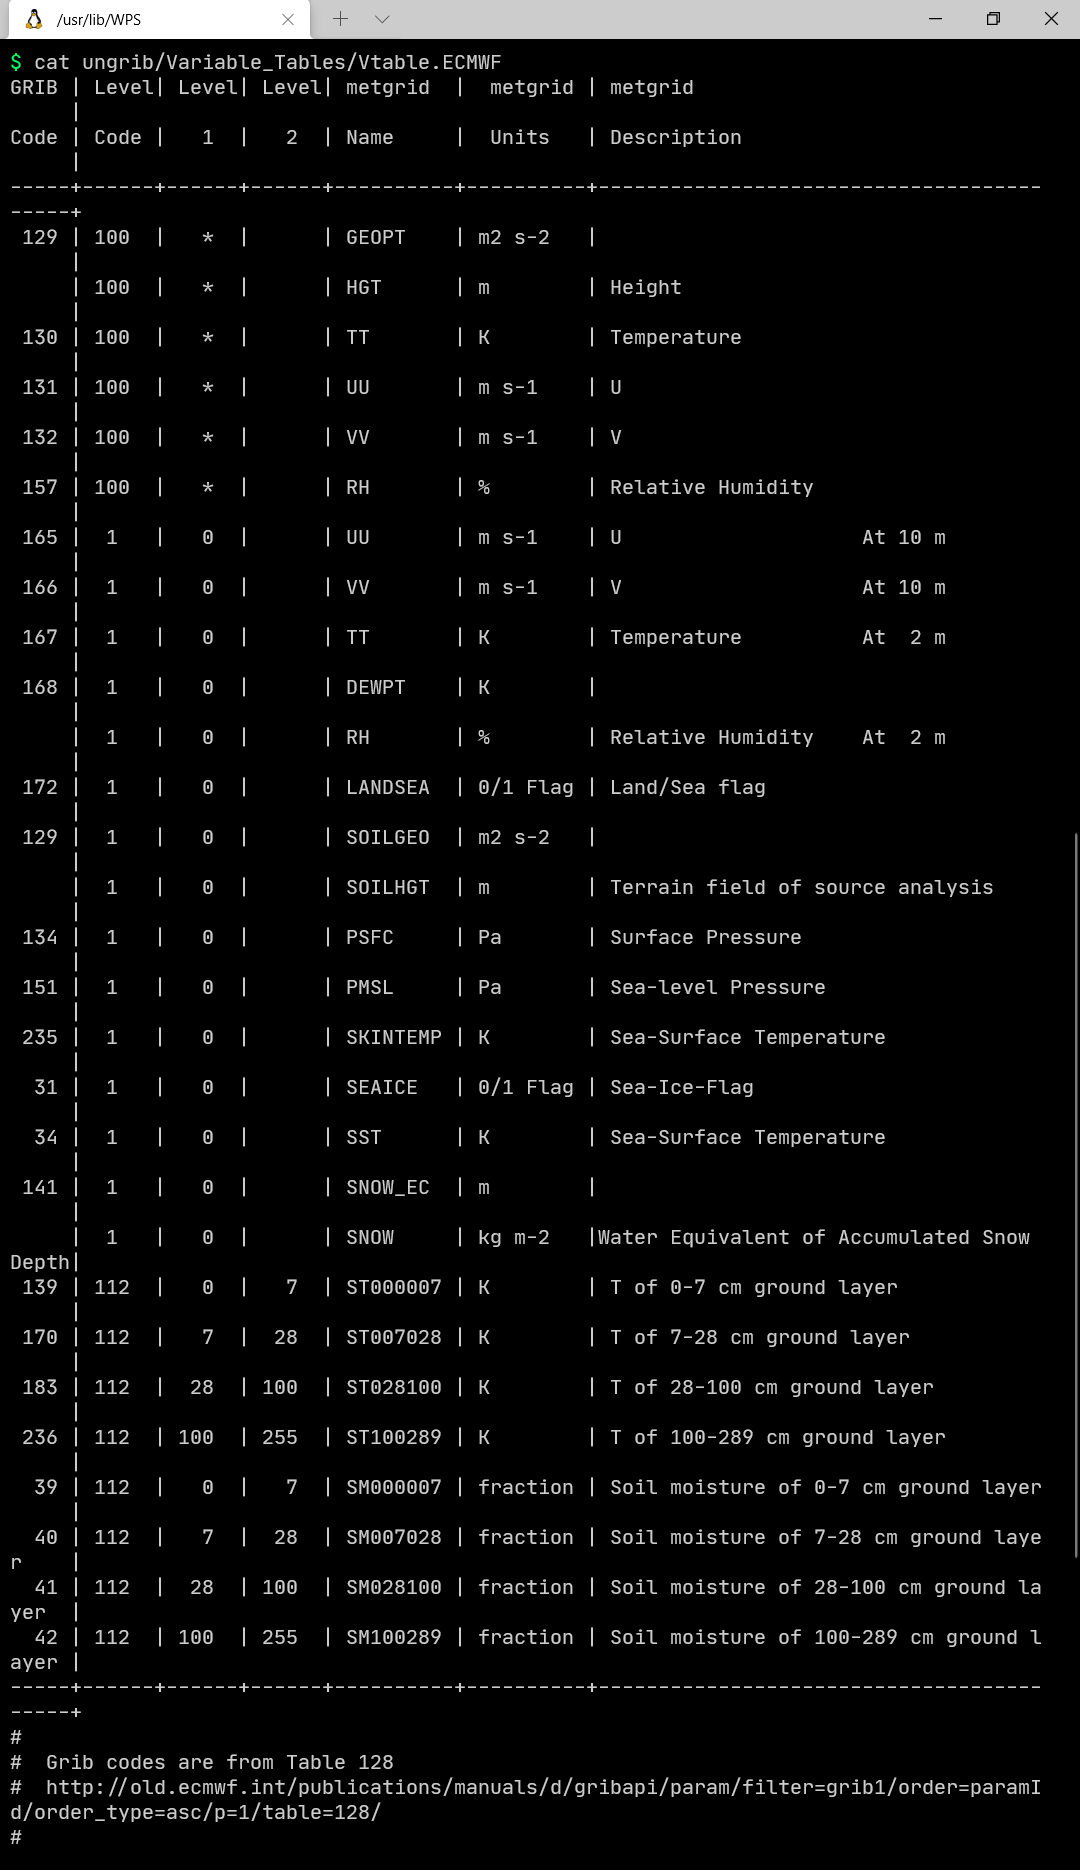 /usr/lib/WPS
$ cat ungrib/Variable_Tables/Vtable.ECMWF
GRIB | Level| Level| Level| metgrid  |  metgrid | metgrid
     |
Code | Code |   1  |   2  | Name     |  Units   | Description
     |
-----+------+------+------+----------+----------+-------------------------------------
-----+
 129 | 100  |   *  |      | GEOPT    | m2 s-2   |
     |
     | 100  |   *  |      | HGT      | m        | Height
     |
 130 | 100  |   *  |      | TT       | K        | Temperature
     |
 131 | 100  |   *  |      | UU       | m s-1    | U
     |
 132 | 100  |   *  |      | VV       | m s-1    | V
     |
 157 | 100  |   *  |      | RH       | %        | Relative Humidity
     |
 165 |  1   |   0  |      | UU       | m s-1    | U                    At 10 m
     |
 166 |  1   |   0  |      | VV       | m s-1    | V                    At 10 m
     |
 167 |  1   |   0  |      | TT       | K        | Temperature          At  2 m
     |
 168 |  1   |   0  |      | DEWPT    | K        |
     |
     |  1   |   0  |      | RH       | %        | Relative Humidity    At  2 m
     |
 172 |  1   |   0  |      | LANDSEA  | 0/1 Flag | Land/Sea flag
     |
 129 |  1   |   0  |      | SOILGEO  | m2 s-2   |
     |
     |  1   |   0  |      | SOILHGT  | m        | Terrain field of source analysis
     |
 134 |  1   |   0  |      | PSFC     | Pa       | Surface Pressure
     |
 151 |  1   |   0  |      | PMSL     | Pa       | Sea-level Pressure
     |
 235 |  1   |   0  |      | SKINTEMP | K        | Sea-Surface Temperature
     |
  31 |  1   |   0  |      | SEAICE   | 0/1 Flag | Sea-Ice-Flag
     |
  34 |  1   |   0  |      | SST      | K        | Sea-Surface Temperature
     |
 141 |  1   |   0  |      | SNOW_EC  | m        |
     |
     |  1   |   0  |      | SNOW     | kg m-2   |Water Equivalent of Accumulated Snow
Depth|
 139 | 112  |   0  |   7  | ST000007 | K        | T of 0-7 cm ground layer
     |
 170 | 112  |   7  |  28  | ST007028 | K        | T of 7-28 cm ground layer
     |
 183 | 112  |  28  | 100  | ST028100 | K        | T of 28-100 cm ground layer
     |
 236 | 112  | 100  | 255  | ST100289 | K        | T of 100-289 cm ground layer
     |
  39 | 112  |   0  |   7  | SM000007 | fraction | Soil moisture of 0-7 cm ground layer
     |
  40 | 112  |   7  |  28  | SM007028 | fraction | Soil moisture of 7-28 cm ground laye
r    |
  41 | 112  |  28  | 100  | SM028100 | fraction | Soil moisture of 28-100 cm ground la
yer  |
  42 | 112  | 100  | 255  | SM100289 | fraction | Soil moisture of 100-289 cm ground l
ayer |
-----+------+------+------+----------+----------+-------------------------------------
-----+
#
#  Grib codes are from Table 128
#  http://old.ecmwf.int/publications/manuals/d/gribapi/param/filter=grib1/order=paramI
d/order_type=asc/p=1/table=128/
#